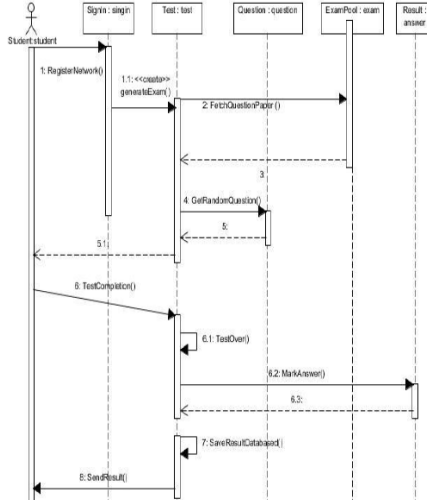 Signin : singin
Test : test
Question : question
ExamPool : exam
Result :
answer
Student:student
1: RegisterNetwork()
1.1: <<create>>
generateExam()
2: FetchQuestionPaper()
3
4: GetRandomQuestion()
5:
5.1:
6: TestCompletion()
6.1: TestOver()
6.2: MarkAnswer()
6.3:
7: SaveResultDatabased()
8: SendResult()